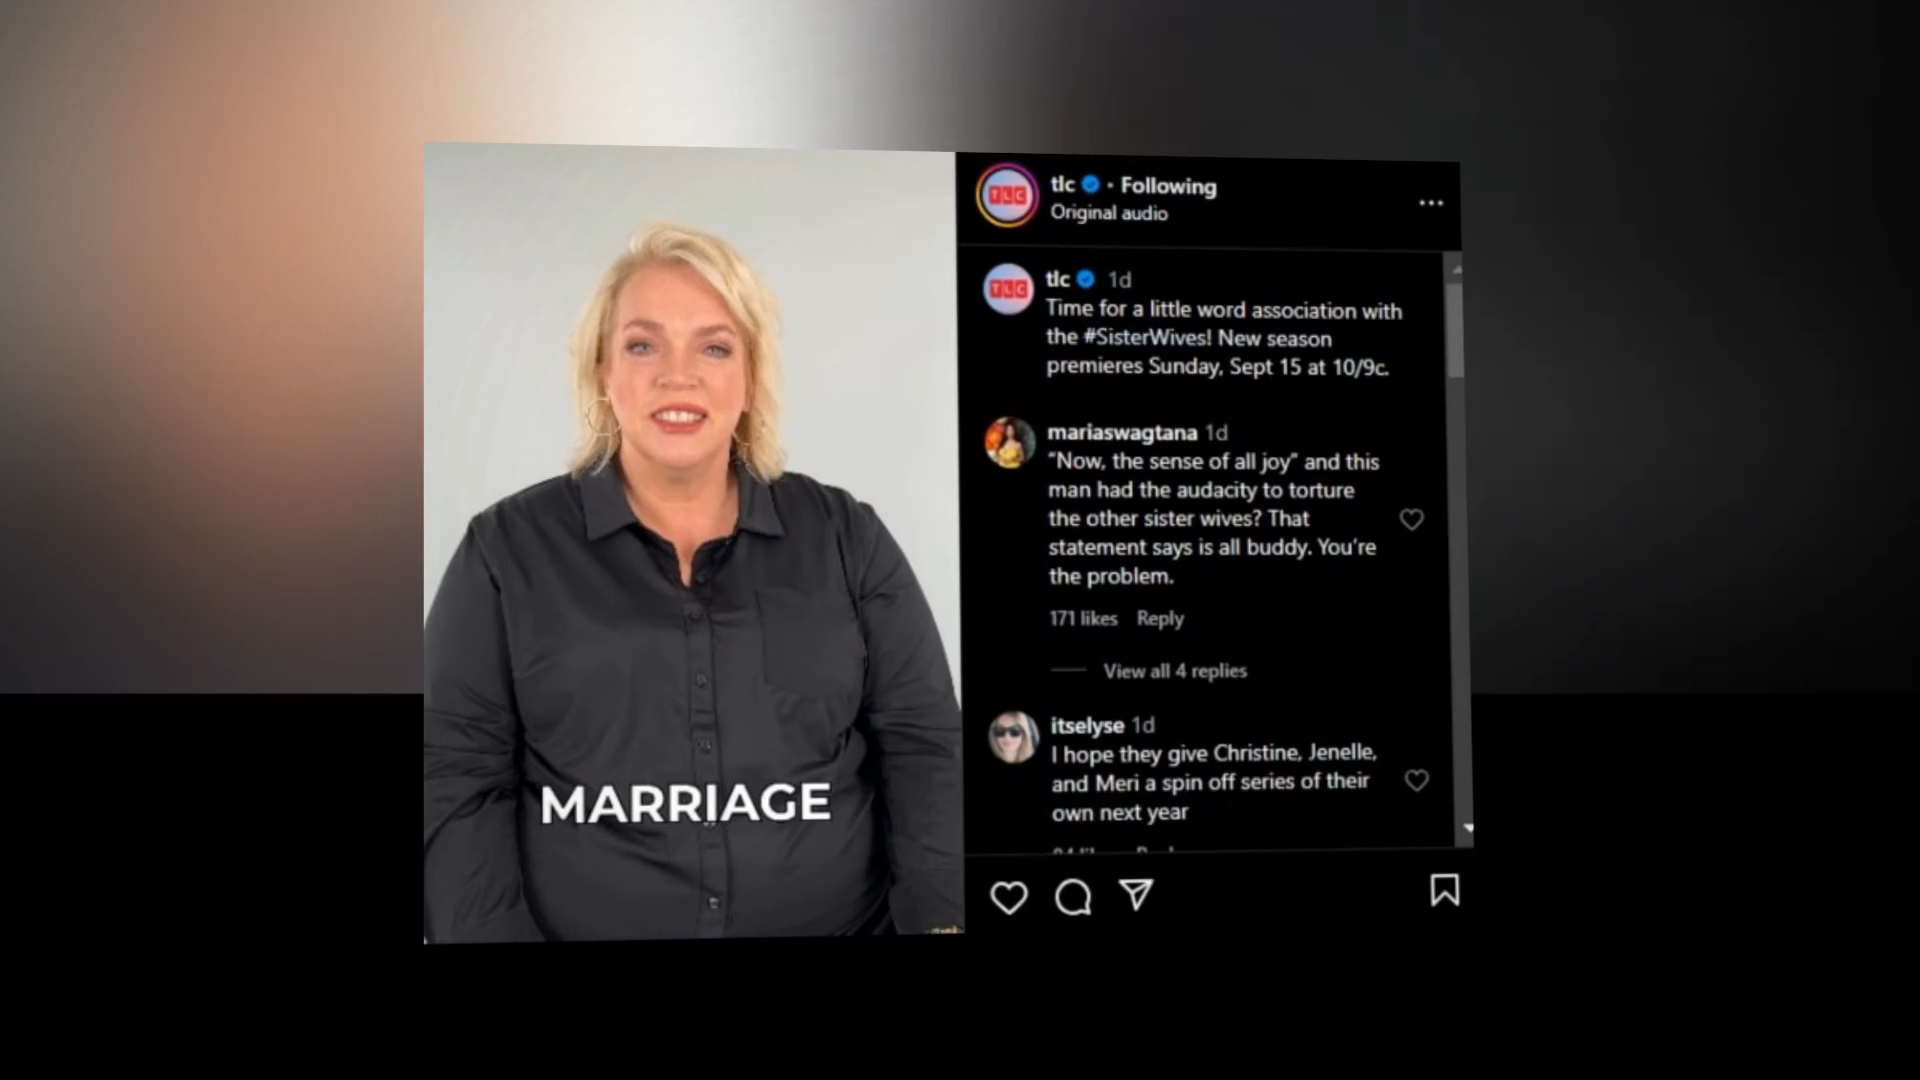 MARRIAGE
TLC
tlc • Following
Original audio
TLC
tlc 1d
Time for a little word association with
the #SisterWives! New season
premieres Sunday, Sept 15 at 10/9c.
mariaswagtana 1d
"Now, the sense of all joy" and this
man had the audacity to torture
the other sister wives? That
statement says is all buddy. You're
the problem.
171 likes Reply
View all 4 replies
itselyse 1d
I hope they give Christine, Jenelle,
and Meri a spin off series of their
own next year